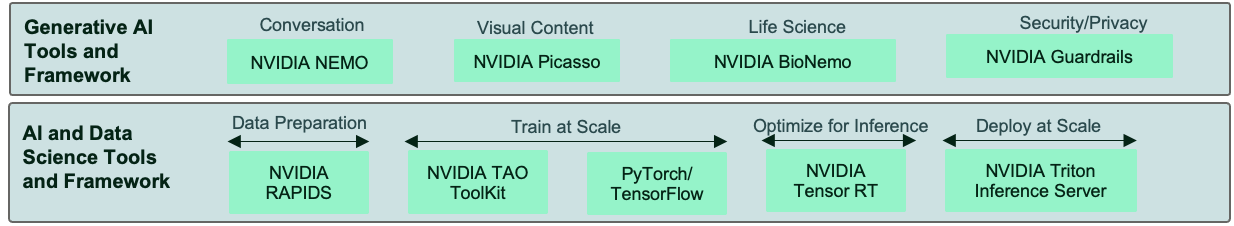 Generative AI
Tools and
Framework
Conversation
NVIDIA NEMO
Visual Content
NVIDIA Picasso
Life Science
NVIDIA BioNemo
Security/Privacy
NVIDIA Guardrails
AI and Data
Science Tools
and Framework
Data Preparation
NVIDIA
RAPIDS
Train at Scale
NVIDIA TAO
ToolKit
PyTorch/
TensorFlow
Optimize for Inference
NVIDIA
Tensor RT
Deploy at Scale
NVIDIA Triton
Inference Server